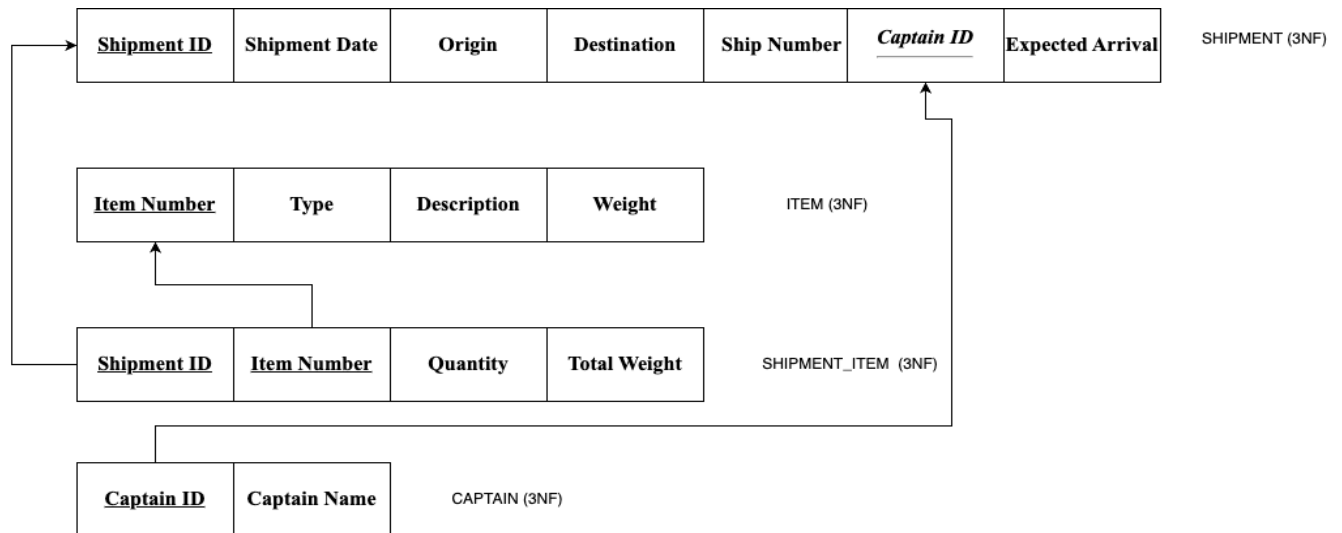 Shipment ID Shipment Date Origin Destination Ship Number Captain ID Expected Arrival SHIPMENT (3NF)
Item Number Type Description Weight ITEM (3NF)
Shipment ID Item Number Quantity Total Weight SHIPMENT_ITEM (3NF)
Captain ID Captain Name CAPTAIN (3NF)